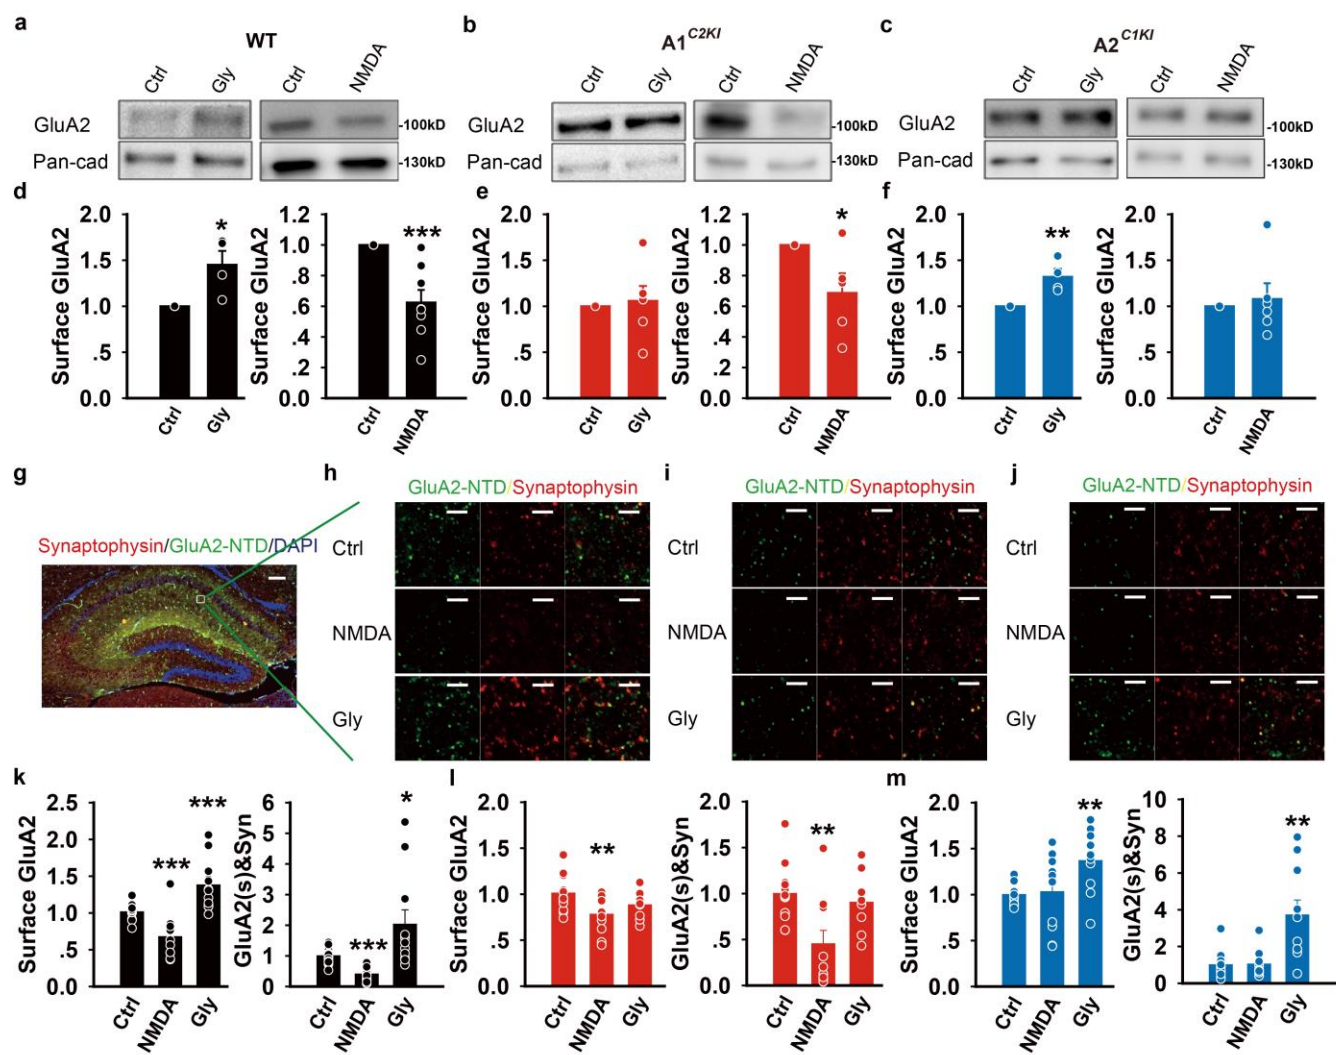 a WT
Ctrl Gly Ctrl NMDA
GluA2 -100kD
Pan-cad -130kD
b A1C2KI
Ctrl Gly Ctrl NMDA
GluA2 -100kD
Pan-cad -130kD
c A2C1KI
Ctrl Gly Ctrl NMDA
GluA2 -100kD
Pan-cad -130kD
d
Surface GluA2
2.0
1.5
1.0
.5
0.0
*
Ctrl Gly
Surface GluA2
1.2
1.0
.8
.6
.4
.2
0.0
***
Ctrl NMDA
e
Surface GluA2
2.0
1.5
1.0
.5
0.0
Ctrl Gly
Surface GluA2
1.2
1.0
.8
.6
.4
.2
0.0
*
Ctrl NMDA
f
Surface GluA2
2.0
1.5
1.0
.5
0.0
**
Ctrl Gly
Surface GluA2
2.0
1.5
1.0
.5
0.0
Ctrl NMDA
g
Synaptophysin/GluA2-NTD/DAPI
h
GluA2-NTD/Synaptophysin
Ctrl
NMDA
Gly
i
GluA2-NTD/Synaptophysin
Ctrl
NMDA
Gly
j
GluA2-NTD/Synaptophysin
Ctrl
NMDA
Gly
k
Surface GluA2
2.5
2.0
1.5
1.0
.5
0.0
*** ***
Ctrl NMDA Gly
GluA2(s)&Syn
6
5
4
3
2
1
0
*** *
Ctrl NMDA Gly
l
Surface GluA2
2.0
1.5
1.0
.5
0.0
**
Ctrl NMDA Gly
GluA2(s)&Syn
2.0
1.5
1.0
.5
0.0
**
Ctrl NMDA Gly
m
Surface GluA2
2.0
1.5
1.0
.5
0.0
**
Ctrl NMDA Gly
GluA2(s)&Syn
10
8
6
4
2
0
**
Ctrl NMDA Gly